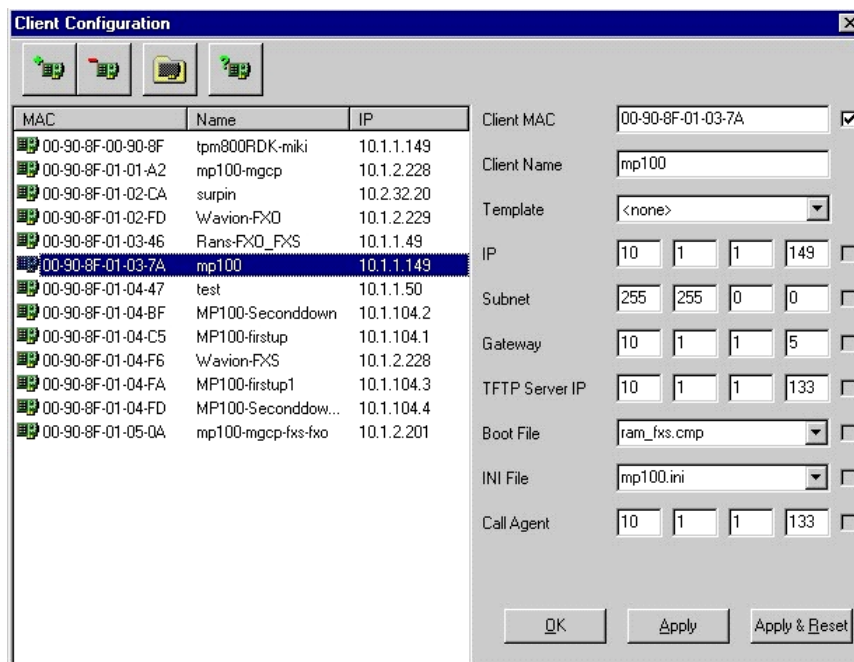 Client Configuration
MAC Name IP
00-90-8F-00-90-8F tpm800RDK-miki 10.1.1.149
00-90-8F-01-01-A2 mp100-mgcp 10.1.2.228
00-90-8F-01-02-CA surpin 10.2.32.20
00-90-8F-01-02-FD Wavion-FXO 10.1.2.229
00-90-8F-01-03-46 Rans-FXO_FXS 10.1.1.49
00-90-8F-01-03-7A mp100 10.1.1.149
00-90-8F-01-04-47 test 10.1.1.50
00-90-8F-01-04-BF MP100-Seconddown 10.1.104.2
00-90-8F-01-04-C5 MP100-firstup 10.1.104.1
00-90-8F-01-04-F6 Wavion-FXS 10.1.2.228
00-90-8F-01-04-FA MP100-firstup1 10.1.104.3
00-90-8F-01-04-FD MP100-Seconddow... 10.1.104.4
00-90-8F-01-05-0A mp100-mgcp-fxs-fxo 10.1.2.201
Client MAC 00-90-8F-01-03-7A
Client Name mp100
Template <none>
IP 10 1 1 149
Subnet 255 255 0 0
Gateway 10 1 1 5
TFTP Server IP 10 1 1 133
Boot File ram_fxs.cmp
INI File mp100.ini
Call Agent 10 1 1 133
OK Apply Apply & Reset